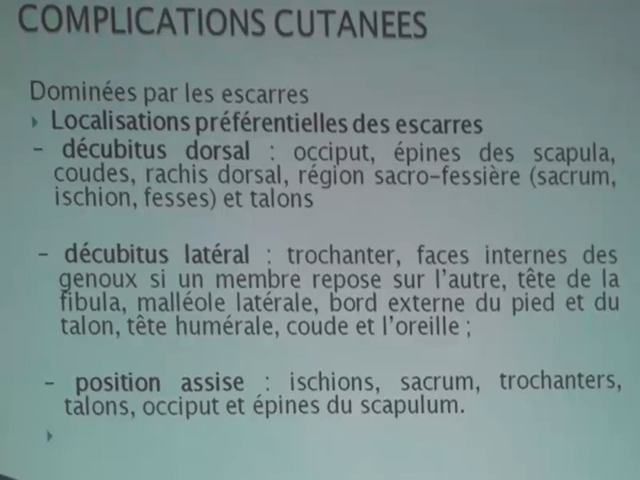 COMPLICATIONS CUTANEES
Dominées par les escarres
Localisations préférentielles des escarres
- décubitus dorsal : occiput, épines des scapula,
coudes, rachis dorsal, région sacro-fessière (sacrum,
ischion, fesses) et talons
- décubitus latéral : trochanter, faces internes des
genoux si un membre repose sur l'autre, tête de la
fibula, malléole latérale, bord externe du pied et du
talon, tête humérale, coude et l'oreille ;
- position assise : ischions, sacrum, trochanters,
talons, occiput et épines du scapulum.